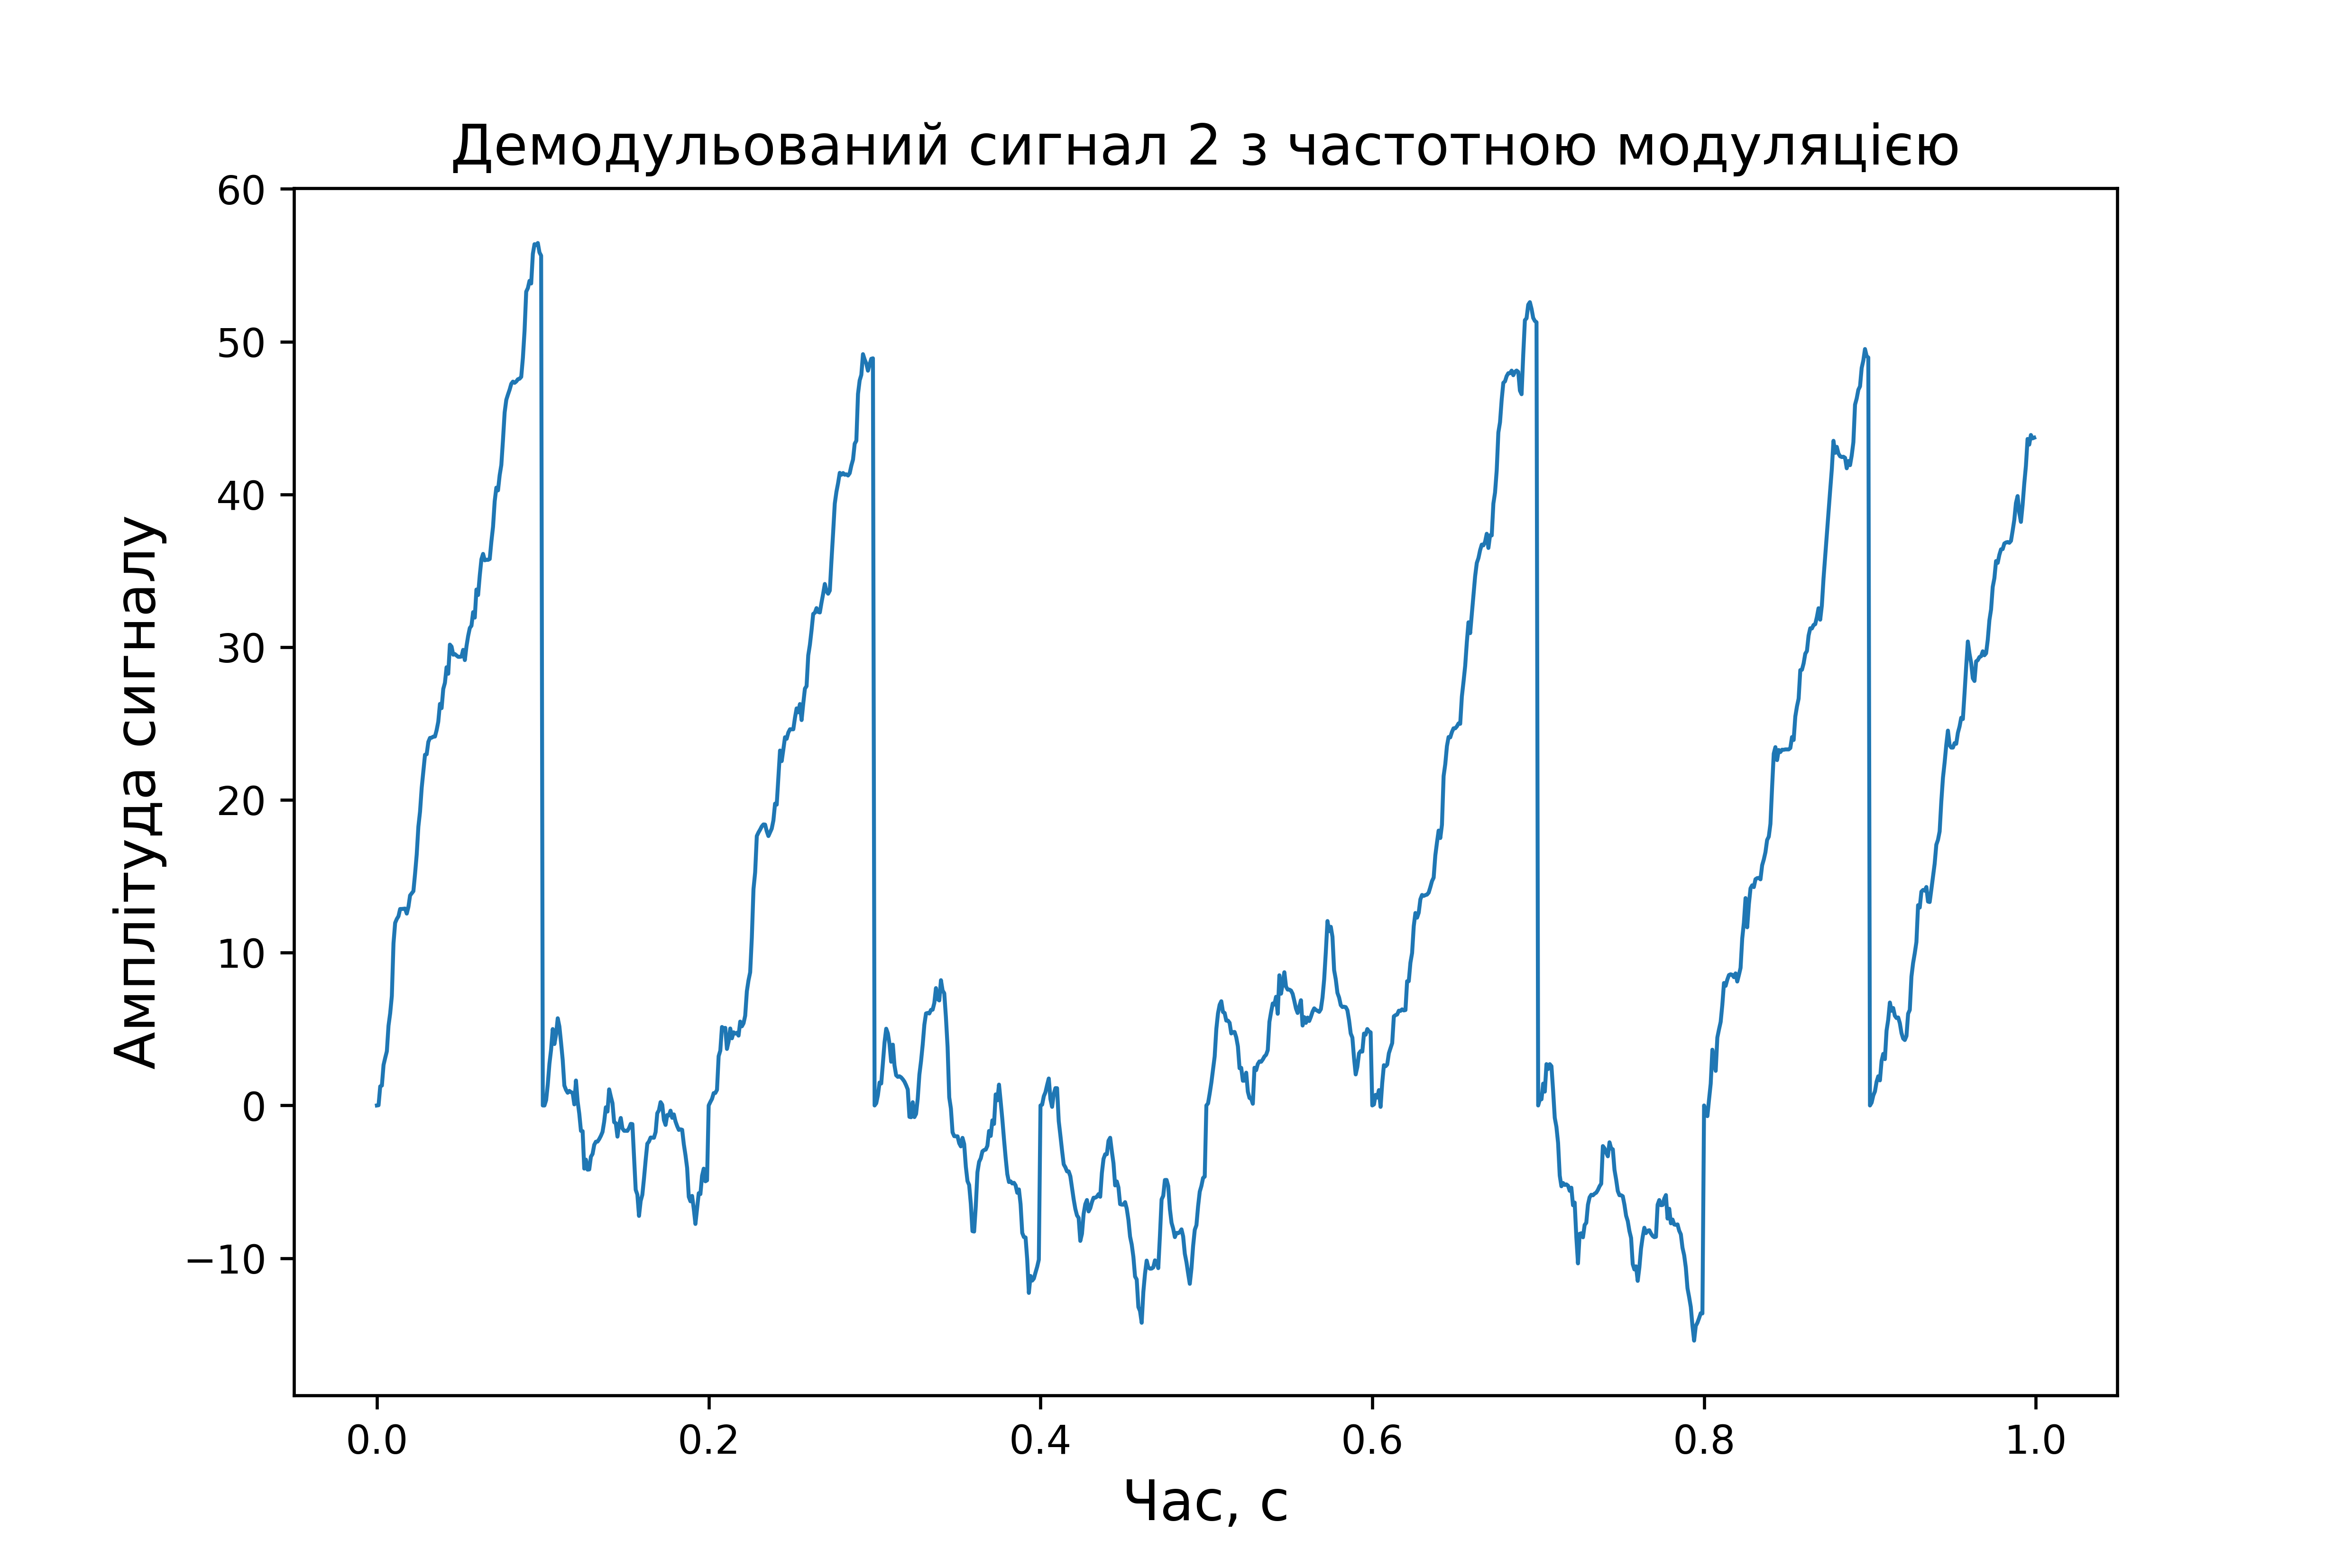 Демодульований сигнал 2 з частотною модуляцією
60
50
40
30
20
10
0
−10
Амплітуда сигналу
0.0 0.2 0.4 0.6 0.8 1.0
Час, с